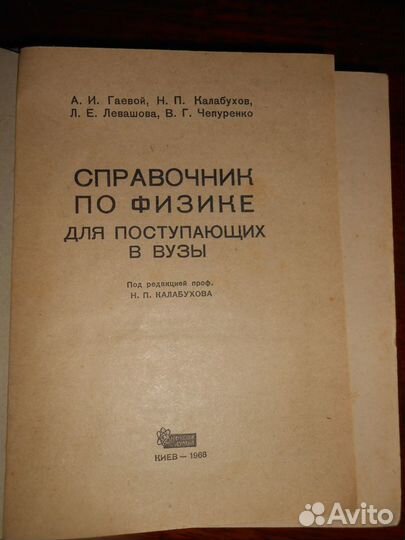 А. И. Гаевой, Н. П. Калабухов,
Л. Е. Левашова, В. Г. Чепуренко
СПРАВОЧНИК
ПО ФИЗИКЕ
ДЛЯ ПОСТУПАЮЩИХ
В ВУЗЫ
Под редакцией проф.
Н. П. КАЛАБУХОВА
КИЕВ — 1968
Avito